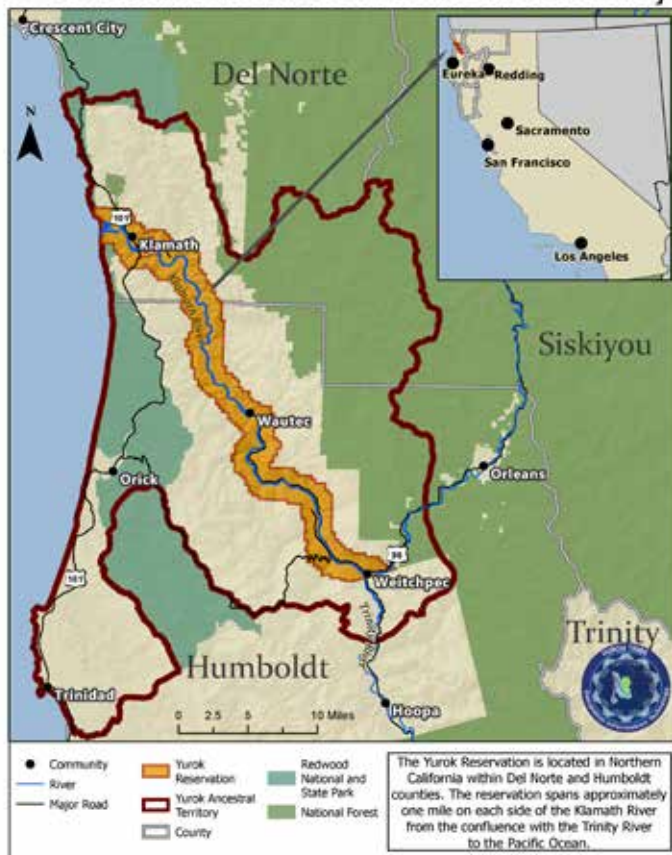 Crescent City
Del Norte
Eureka
Redding
Sacramento
San Francisco
Los Angeles
N
101
Klamath
Klamath River
Siskiyou
Wautec
Orick
Orleans
101
96
Weitchpec
Trinity River
Trinity
Humboldt
Trinidad
Hoopa
0 2.5 5 10 Miles
Community
River
Major Road
Yurok
Reservation
Yurok Ancestral
Territory
County
Redwood
National and
State Park
National Forest
The Yurok Reservation is located in Northern
California within Del Norte and Humboldt
counties. The reservation spans approximately
one mile on each side of the Klamath River
from the confluence with the Trinity River
to the Pacific Ocean.